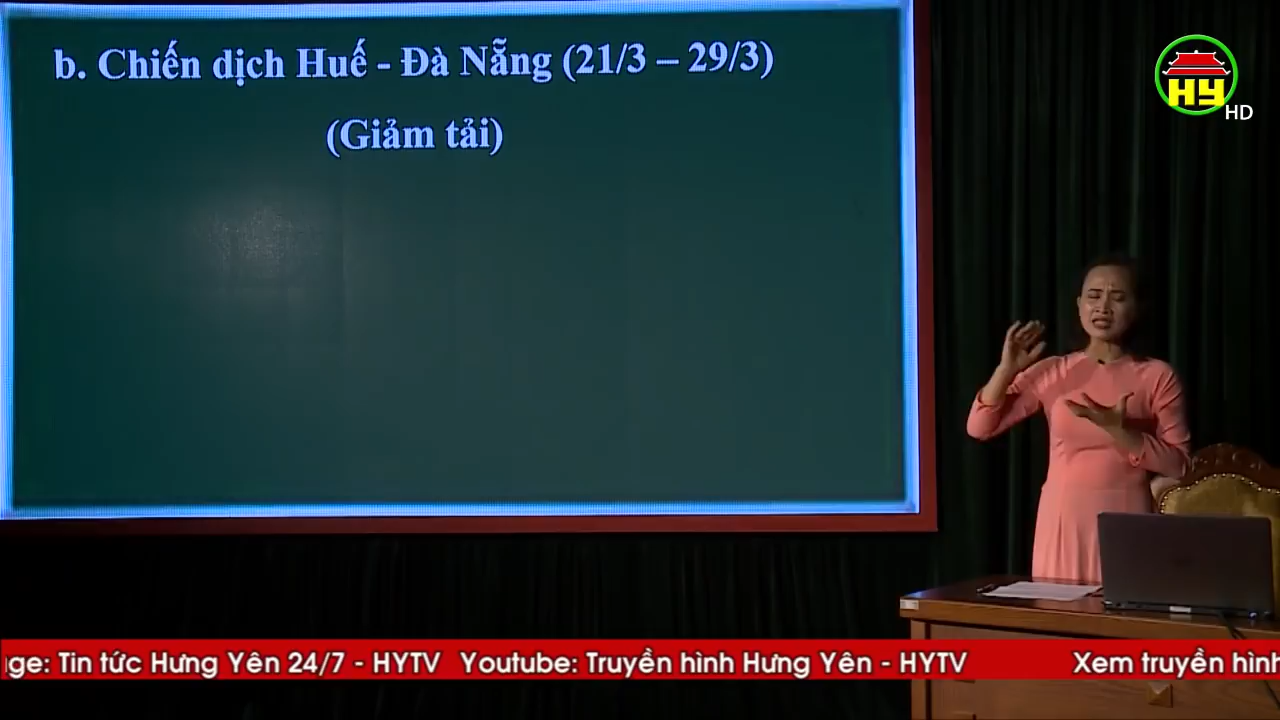 b. Chiến dịch Huế - Đà Nẵng (21/3 – 29/3)
(Giảm tải)
HY
HD
ge: Tin tức Hưng Yên 24/7 - HYTV Youtube: Truyền hình Hưng Yên - HYTV Xem truyền hình